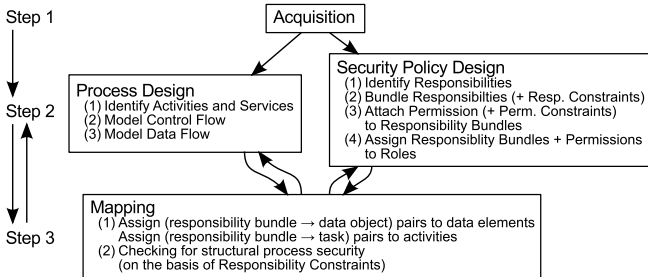 Step 1
Acquisition
Process Design
(1) Identify Activities and Services
(2) Model Control Flow
(3) Model Data Flow
Security Policy Design
(1) Identify Responsibilities
(2) Bundle Responsibilties (+ Resp. Constraints)
(3) Attach Permission (+ Perm. Constraints)
to Responsibility Bundles
(4) Assign Responsiblity Bundles + Permissions
to Roles
Step 2
Mapping
(1) Assign (responsibility bundle → data object) pairs to data elements
Assign (responsibility bundle → task) pairs to activities
(2) Checking for structural process security
(on the basis of Responsibility Constraints)
Step 3